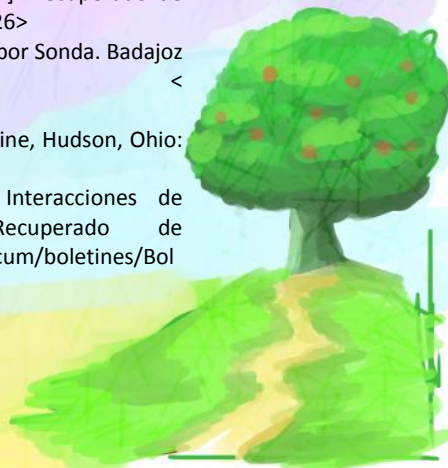 26>
por Sonda. Badajoz
<
ine, Hudson, Ohio:
Interacciones de
Recuperado de
cum/boletines/Bol